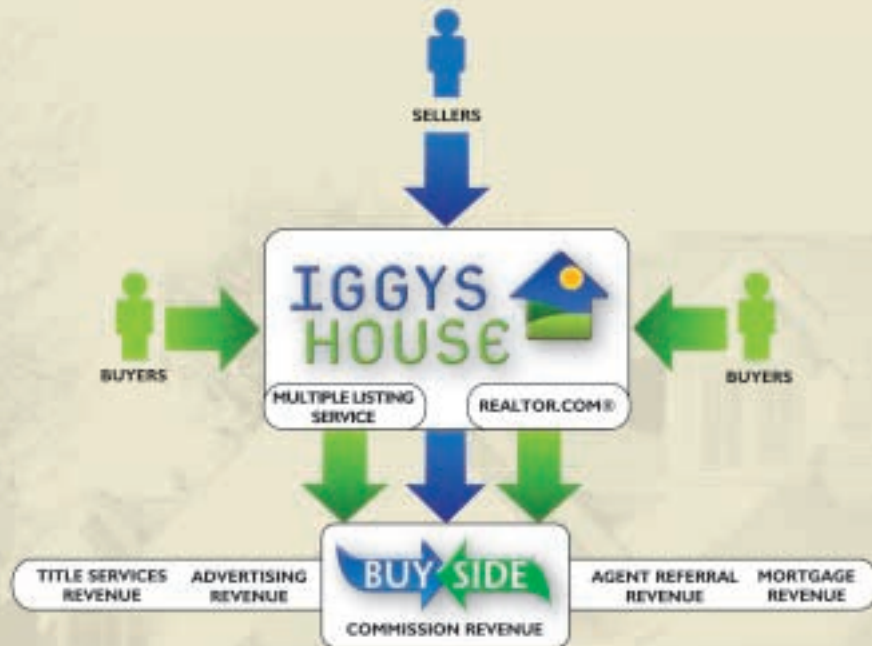 SELLERS
IGGYS
HOUSE
BUYERS
BUYERS
MULTIPLE LISTING
SERVICE
REALTOR.COM®
TITLE SERVICES
REVENUE
ADVERTISING
REVENUE
BUY SIDE
COMMISSION REVENUE
AGENT REFERRAL
REVENUE
MORTGAGE
REVENUE